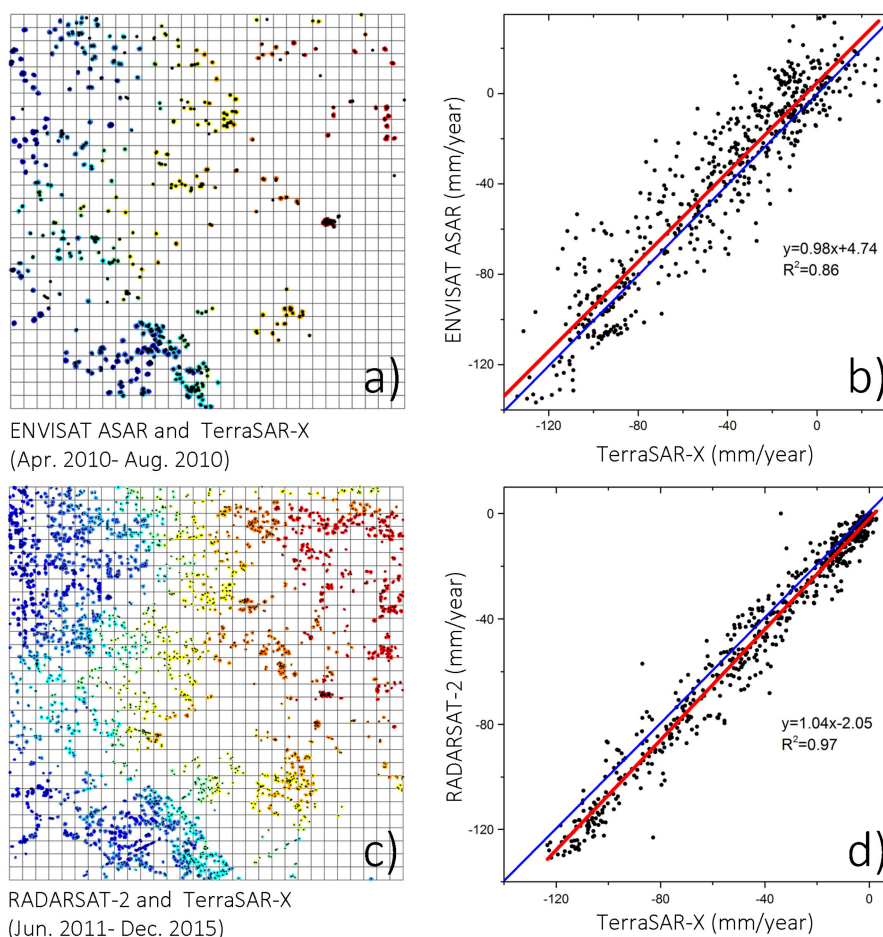 a)
ENVISAT ASAR and TerraSAR-X
(Apr. 2010- Aug. 2010)
0
-40
-80
-120
ENVISAT ASAR (mm/year)
y=0.98x+4.74
R²=0.86
b)
-120
-80
-40
0
TerraSAR-X (mm/year)
c)
RADARSAT-2 and TerraSAR-X
(Jun. 2011- Dec. 2015)
0
-40
-80
-120
RADARSAT-2 (mm/year)
y=1.04x-2.05
R²=0.97
d)
-120
-80
-40
0
TerraSAR-X (mm/year)